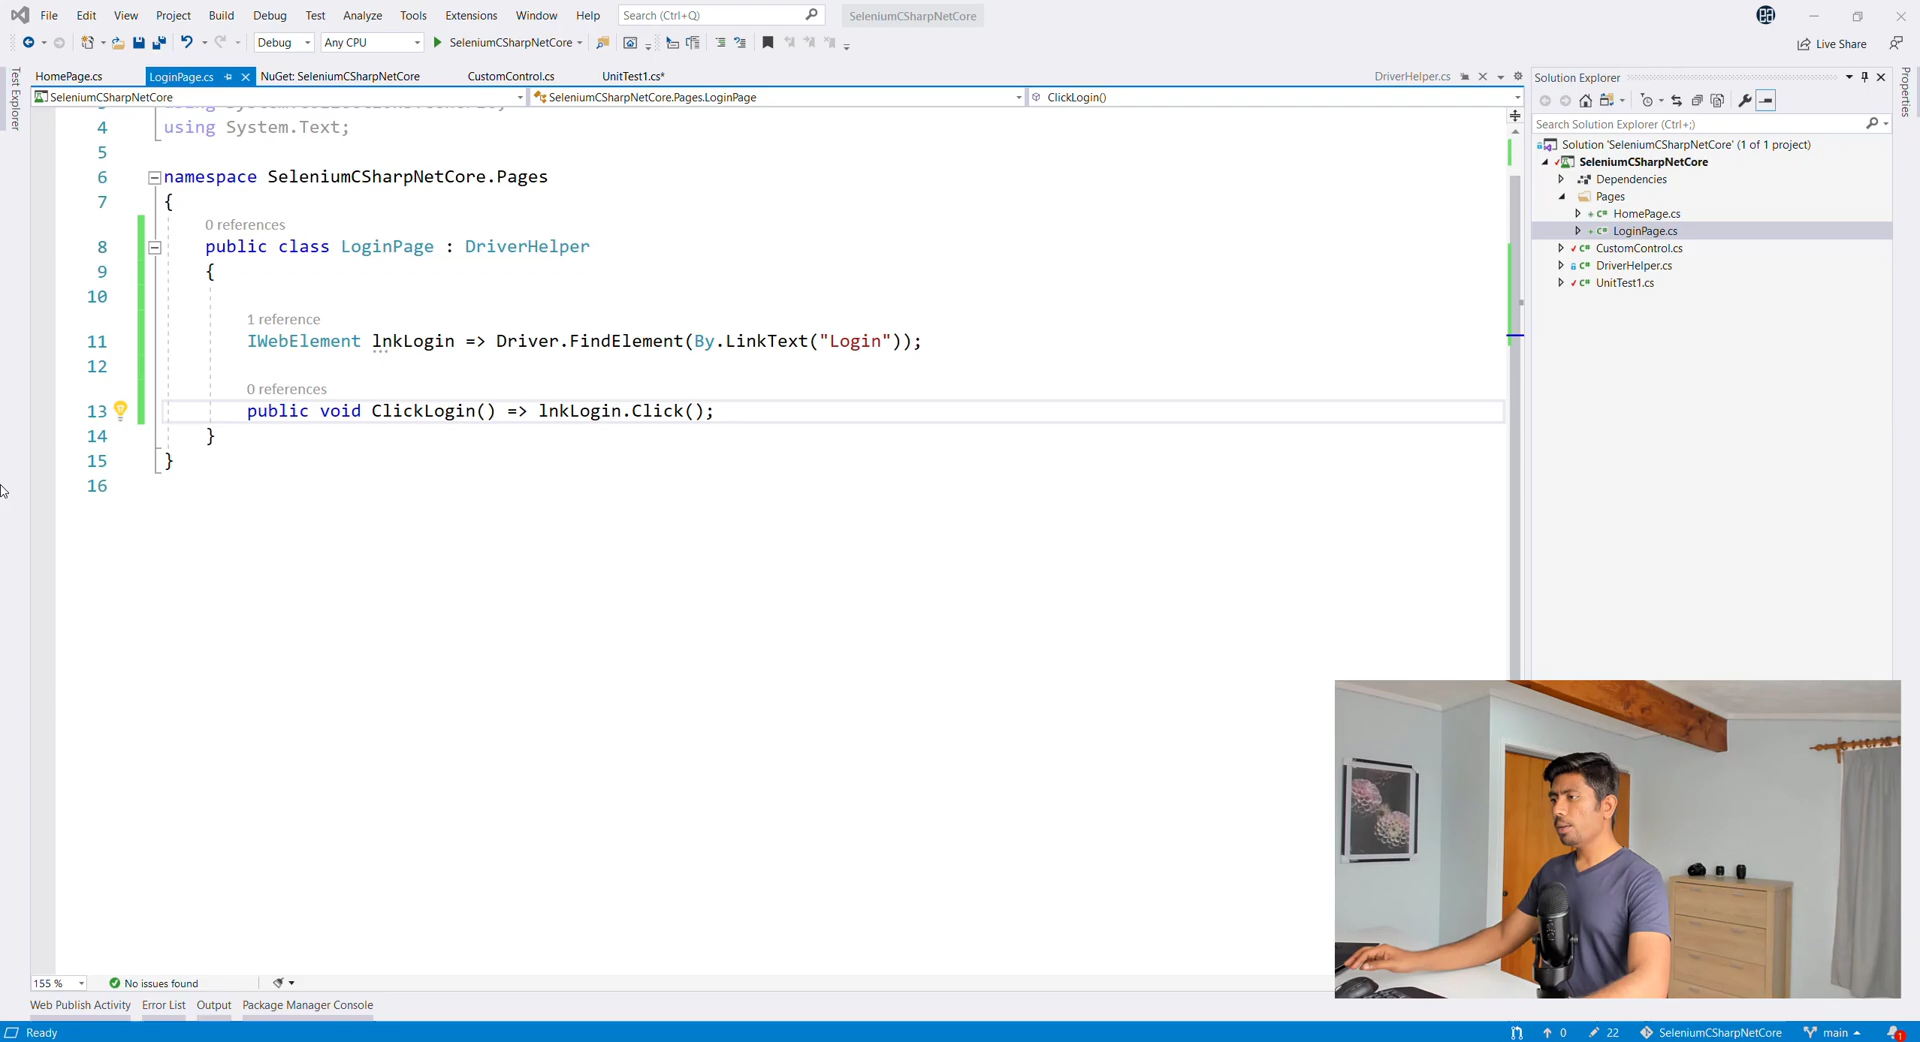 File Edit View Project Build Debug Test Analyze Tools Extensions Window Help Search (Ctrl+Q) SeleniumCSharpNetCore
Debug Any CPU SeleniumCSharpNetCore Live Share
Test Explorer
HomePage.cs LoginPage.cs NuGet: SeleniumCSharpNetCore CustomControl.cs UnitTest1.cs* DriverHelper.cs
SeleniumCSharpNetCore SeleniumCSharpNetCore.Pages.LoginPage ClickLogin()
4 using System.Text;
5
6 namespace SeleniumCSharpNetCore.Pages
7 {
0 references
8 public class LoginPage : DriverHelper
9 {
10
1 reference
11 IWebElement lnkLogin => Driver.FindElement(By.LinkText("Login"));
12
0 references
13 public void ClickLogin() => lnkLogin.Click();
14 }
15 }
16
Solution Explorer
Search Solution Explorer (Ctrl+;)
Solution 'SeleniumCSharpNetCore' (1 of 1 project)
SeleniumCSharpNetCore
Dependencies
Pages
HomePage.cs
LoginPage.cs
CustomControl.cs
DriverHelper.cs
UnitTest1.cs
Properties
155 % No issues found
Web Publish Activity Error List Output Package Manager Console
Ready 0 22 SeleniumCSharpNetCore main 1